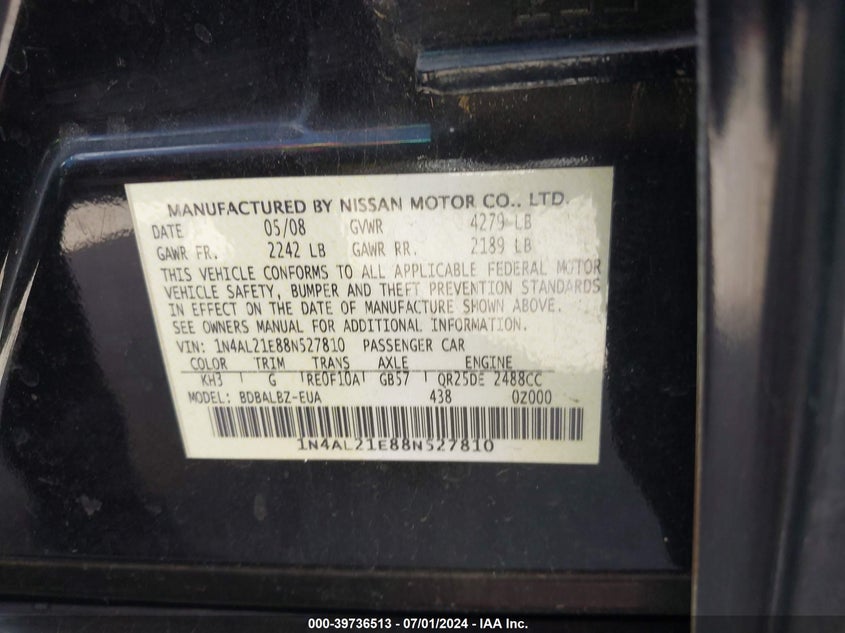 MANUFACTURED BY NISSAN MOTOR CO., LTD.
DATE 05/08 GVWR 4279 LB
GAWR FR. 2242 LB GAWR RR. 2189 LB
THIS VEHICLE CONFORMS TO ALL APPLICABLE FEDERAL MOTOR
VEHICLE SAFETY, BUMPER AND THEFT PREVENTION STANDARDS
IN EFFECT ON THE DATE OF MANUFACTURE SHOWN ABOVE.
SEE OWNERS MANUAL FOR ADDITIONAL INFORMATION.
VIN: 1N4AL21E88N527810 PASSENGER CAR
COLOR TRIM TRANS AXLE ENGINE
KH3 G RE0F10A GB57 QR25DE 2488CC
MODEL: BDBALBZ-EUA 438 0Z000
1N4AL21E88N527810
000-39736513 - 07/01/2024 - IAA Inc.